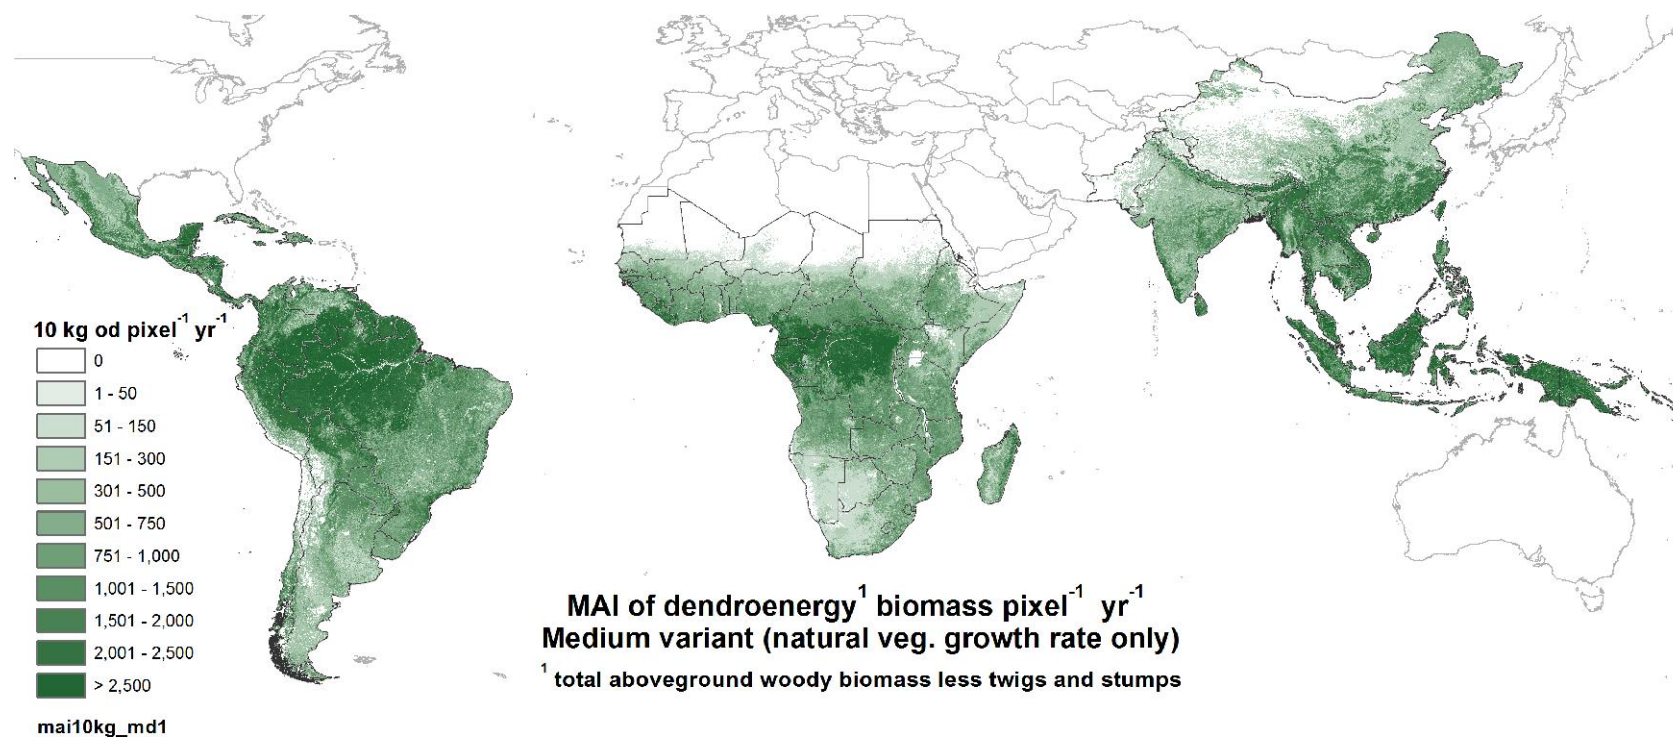 10 kg od pixel⁻¹ yr⁻¹
0
1 - 50
51 - 150
151 - 300
301 - 500
501 - 750
751 - 1,000
1,001 - 1,500
1,501 - 2,000
2,001 - 2,500
> 2,500
mai10kg_md1
MAI of dendroenergy¹ biomass pixel⁻¹ yr⁻¹
Medium variant (natural veg. growth rate only)
¹ total aboveground woody biomass less twigs and stumps